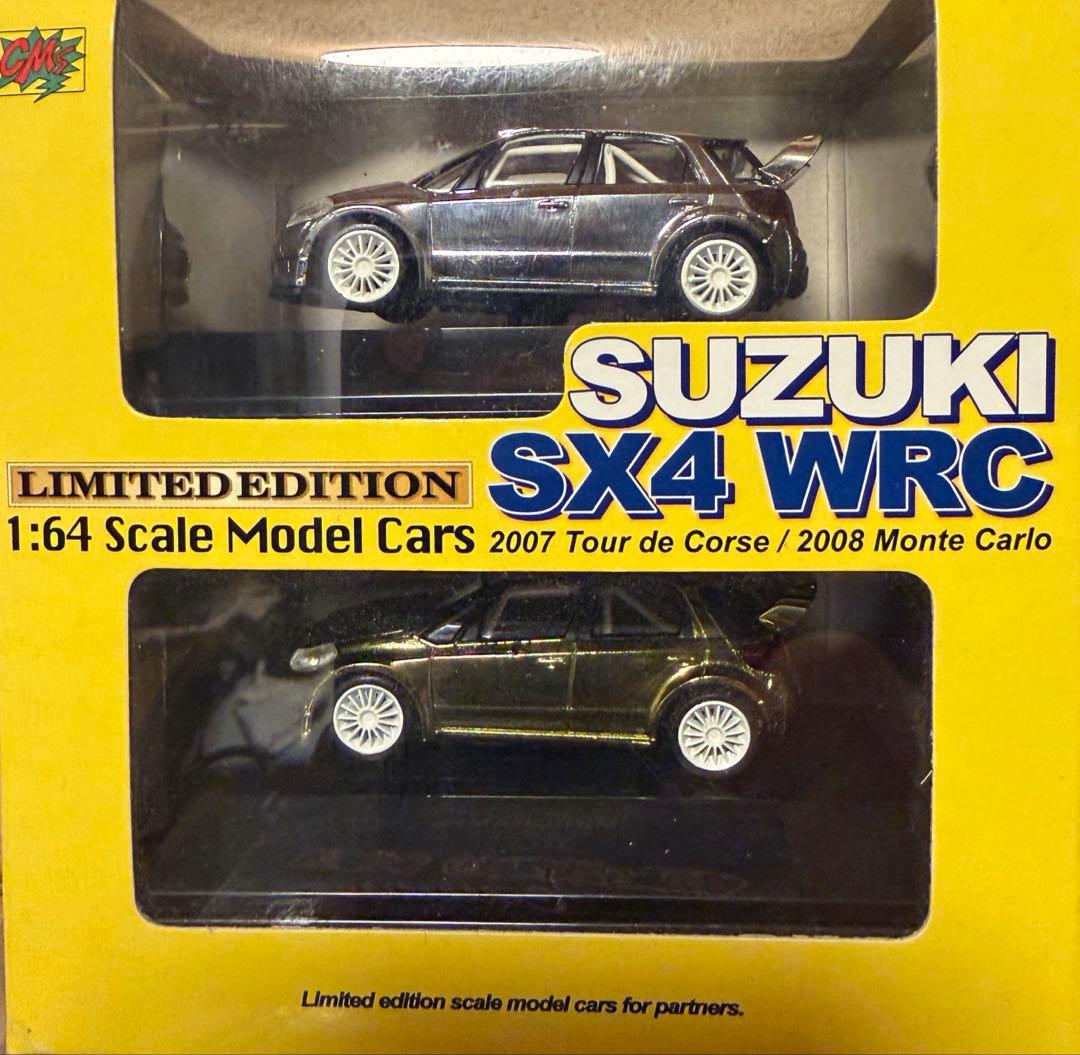 CM's
SUZUKI
SX4 WRC
LIMITED EDITION
1:64 Scale Model Cars
2007 Tour de Corse / 2008 Monte Carlo
Limited edition scale model cars for partners.